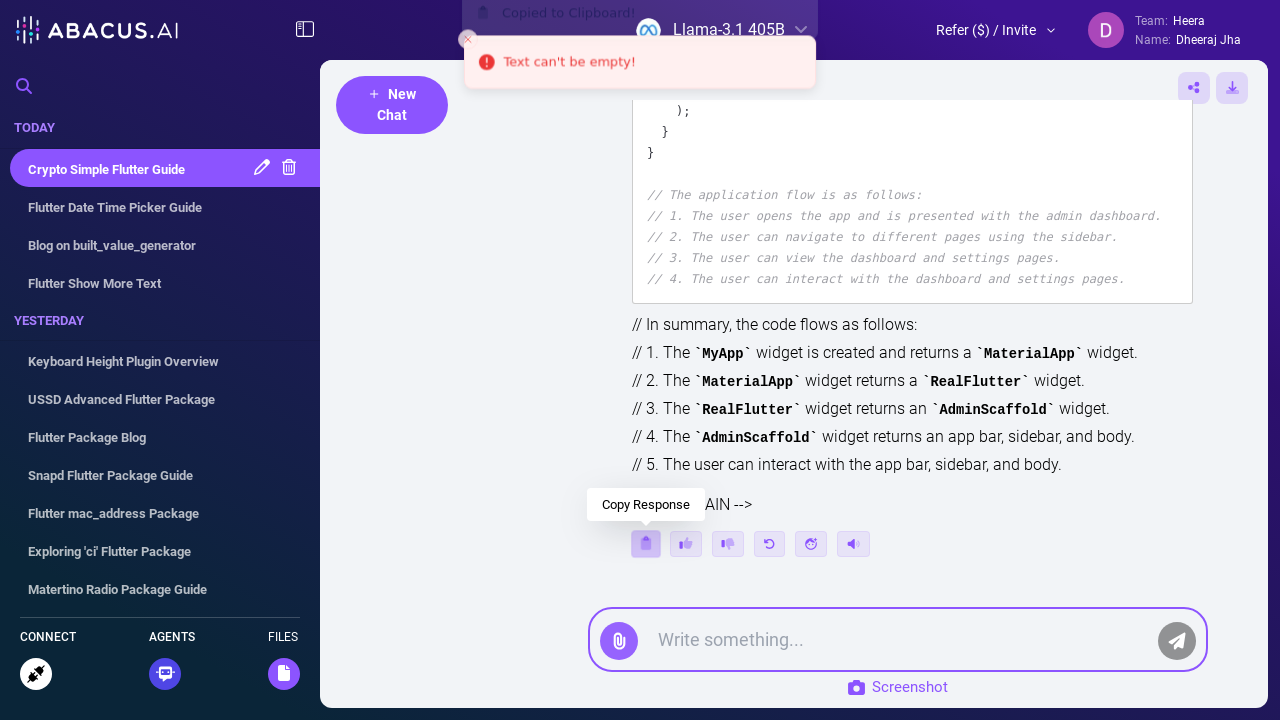 ABACUS.AI
Copied to Clipboard!
Llama-3.1 405B
Refer ($) / Invite
D
Team: Heera
Name: Dheeraj Jha
Text can't be empty!
+ New
Chat
TODAY
Crypto Simple Flutter Guide
Flutter Date Time Picker Guide
Blog on built_value_generator
Flutter Show More Text
YESTERDAY
Keyboard Height Plugin Overview
USSD Advanced Flutter Package
Flutter Package Blog
Snapd Flutter Package Guide
Flutter mac_address Package
Exploring 'ci' Flutter Package
Matertino Radio Package Guide
CONNECT
AGENTS
FILES
);
}
}
// The application flow is as follows:
// 1. The user opens the app and is presented with the admin dashboard.
// 2. The user can navigate to different pages using the sidebar.
// 3. The user can view the dashboard and settings pages.
// 4. The user can interact with the dashboard and settings pages.
// In summary, the code flows as follows:
// 1. The `MyApp` widget is created and returns a `MaterialApp` widget.
// 2. The `MaterialApp` widget returns a `RealFlutter` widget.
// 3. The `RealFlutter` widget returns an `AdminScaffold` widget.
// 4. The `AdminScaffold` widget returns an app bar, sidebar, and body.
// 5. The user can interact with the app bar, sidebar, and body.
AIN -->
Copy Response
Write something...
Screenshot